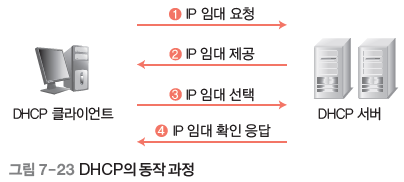 ❶ IP 임대 요청
❷ IP 임대 제공
❸ IP 임대 선택
❹ IP 임대 확인 응답
DHCP 클라이언트
DHCP 서버
그림 7-23 DHCP의 동작 과정